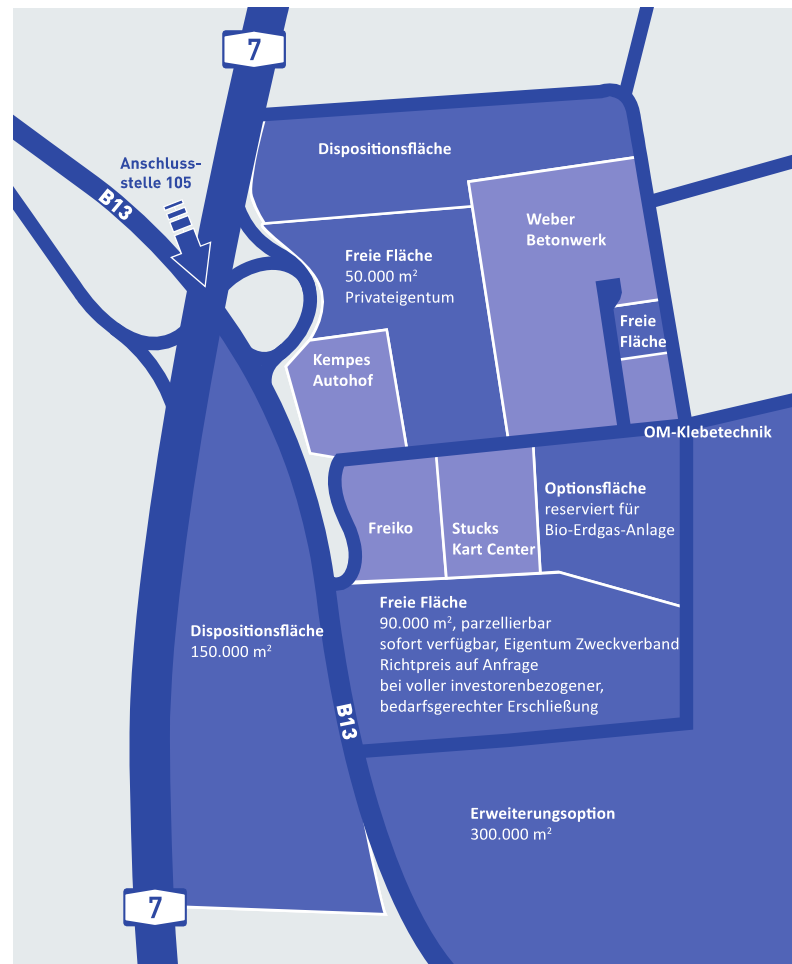 7
Dispositionsfläche
Anschluss-
stelle 105
B13
Weber
Betonwerk
Freie Fläche
50.000 m²
Privateigentum
Freie
Fläche
Kempes
Autohof
OM-Klebetechnik
Optionsfläche
reserviert für
Bio-Erdgas-Anlage
Freiko
Stucks
Kart Center
Freie Fläche
90.000 m², parzellierbar
sofort verfügbar, Eigentum Zweckverband
Richtpreis auf Anfrage
bei voller investorenbezogener,
bedarfsgerechter Erschließung
Dispositionsfläche
150.000 m²
B13
Erweiterungsoption
300.000 m²
7